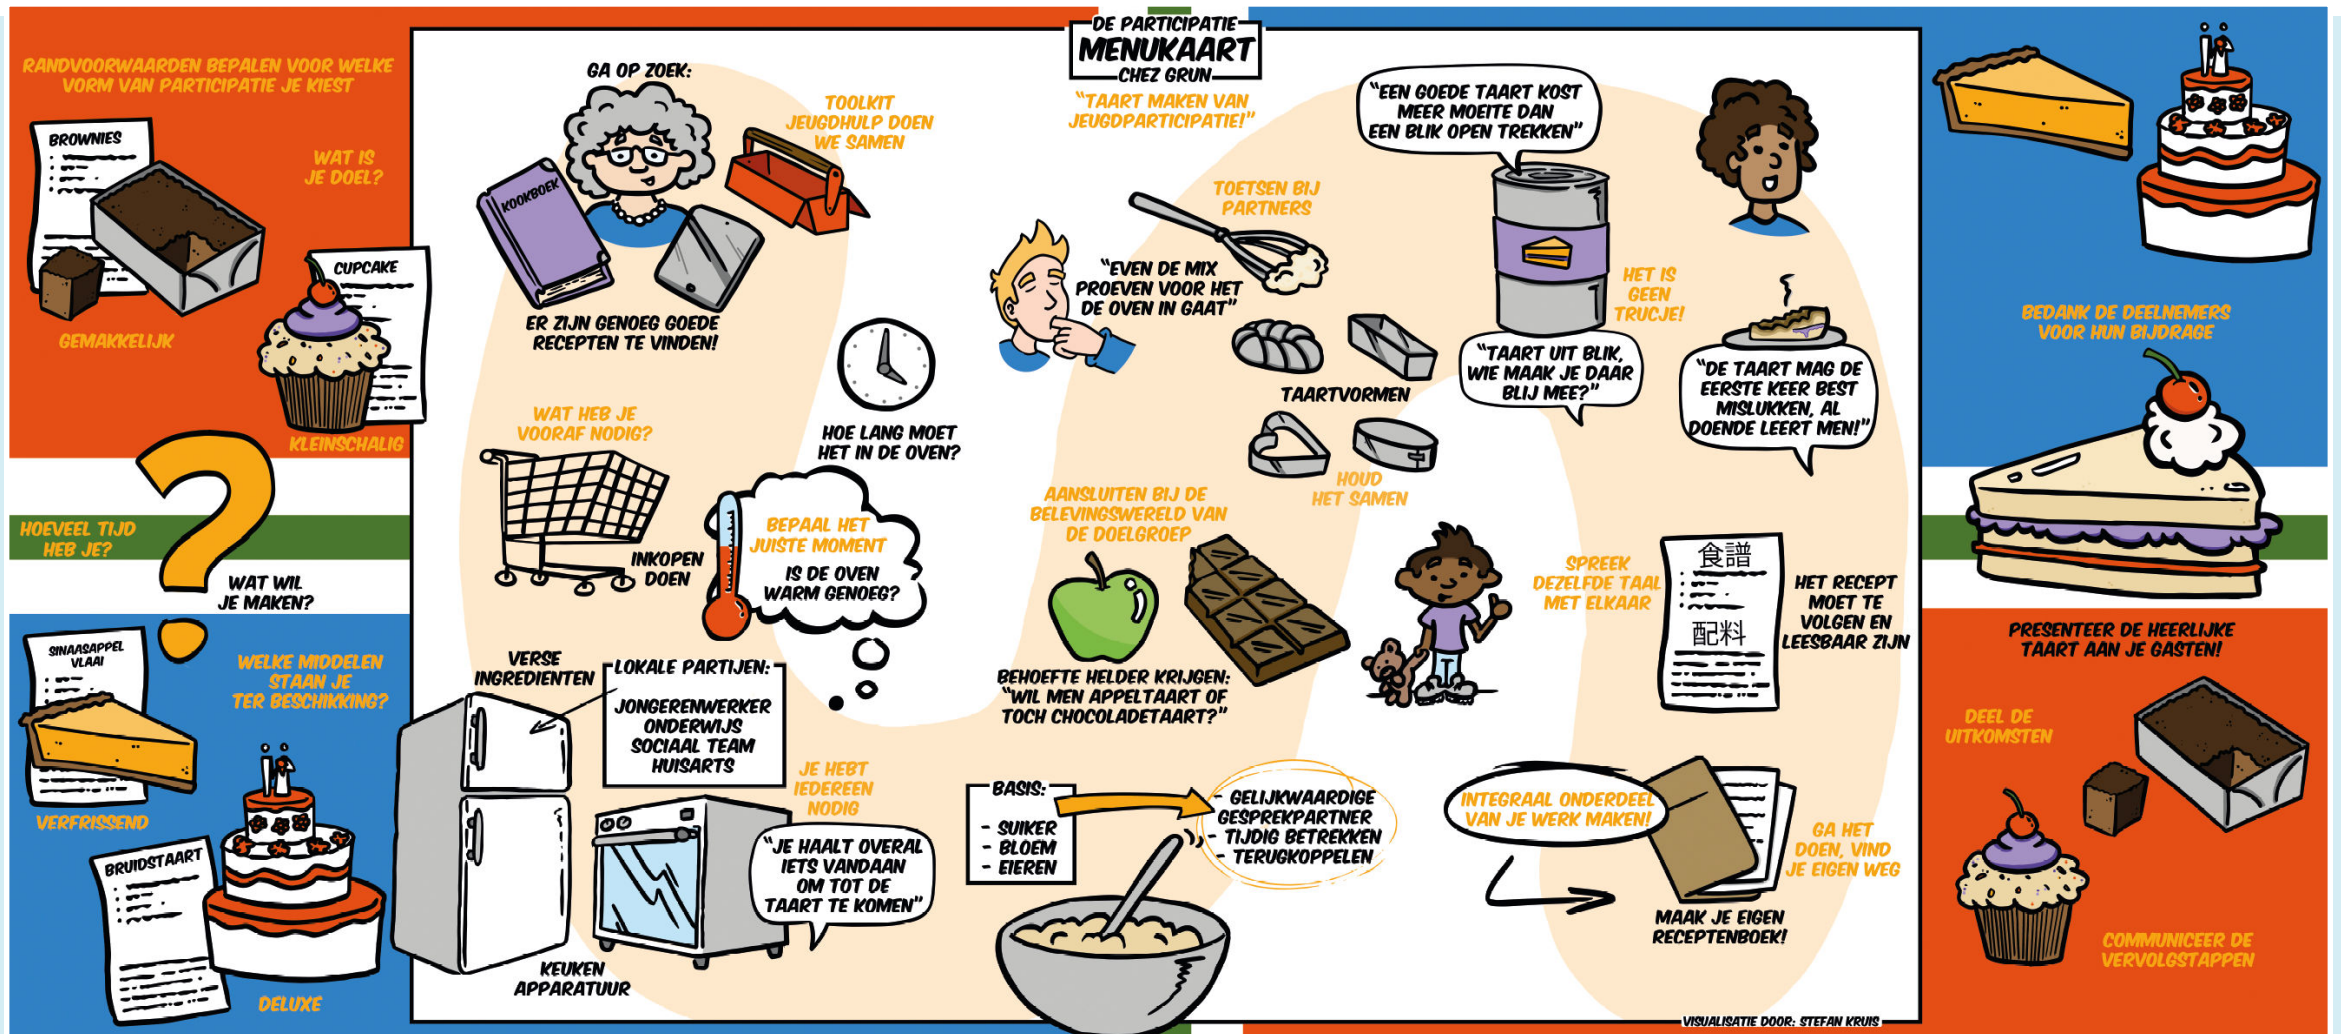 DE PARTICIPATIE
MENUKAART
CHEZ GRUN
"TAART MAKEN VAN
JEUGDPARTICIPATIE!"
RANDVOORWAARDEN BEPALEN VOOR WELKE
VORM VAN PARTICIPATIE JE KIEST
BROWNIES
WAT IS
JE DOEL?
GEMAKKELIJK
CUPCAKE
KLEINSCHALIG
HOEVEEL TIJD
HEB JE?
WAT WIL
JE MAKEN?
SINAASAPPEL
VLAAI
WELKE MIDDELEN
STAAN JE
TER BESCHIKKING?
VERFRISSEND
BRUIDSTAART
DELUXE
GA OP ZOEK:
KOOKBOEK
TOOLKIT
JEUGDHULP DOEN
WE SAMEN
ER ZIJN GENOEG GOEDE
RECEPTEN TE VINDEN!
HOE LANG MOET
HET IN DE OVEN?
WAT HEB JE
VOORAF NODIG?
INKOPEN
DOEN
BEPAAL HET
JUISTE MOMENT
IS DE OVEN
WARM GENOEG?
VERSE
INGREDIENTEN
LOKALE PARTIJEN:
JONGERENWERKER
ONDERWIJS
SOCIAAL TEAM
HUISARTS
JE HEBT
IEDEREEN
NODIG
"JE HAALT OVERAL
IETS VANDAAN
OM TOT DE
TAART TE KOMEN"
KEUKEN
APPARATUUR
TOETSEN BIJ
PARTNERS
"EVEN DE MIX
PROEVEN VOOR HET
DE OVEN IN GAAT"
TAARTVORMEN
HOUD
HET SAMEN
AANSLUITEN BIJ DE
BELEVINGSWERELD VAN
DE DOELGROEP
BEHOEFTE HELDER KRIJGEN:
"WIL MEN APPELTAART OF
TOCH CHOCOLADETAART?"
BASIS:
- SUIKER
- BLOEM
- EIEREN
- GELIJKWAARDIGE
GESPREKPARTNER
- TIJDIG BETREKKEN
- TERUGKOPPELEN
"EEN GOEDE TAART KOST
MEER MOEITE DAN
EEN BLIK OPEN TREKKEN"
HET IS
GEEN
TRUCJE!
"TAART UIT BLIK,
WIE MAAK JE DAAR
BLIJ MEE?"
"DE TAART MAG DE
EERSTE KEER BEST
MISLUKKEN, AL
DOENDE LEERT MEN!"
SPREEK
DEZELFDE TAAL
MET ELKAAR
食譜
配料
HET RECEPT
MOET TE
VOLGEN EN
LEESBAAR ZIJN
INTEGRAAL ONDERDEEL
VAN JE WERK MAKEN!
GA HET
DOEN, VIND
JE EIGEN WEG
MAAK JE EIGEN
RECEPTENBOEK!
BEDANK DE DEELNEMERS
VOOR HUN BIJDRAGE
PRESENTEER DE HEERLIJKE
TAART AAN JE GASTEN!
DEEL DE
UITKOMSTEN
COMMUNICEER DE
VERVOLGSTAPPEN
VISUALISATIE DOOR: STEFAN KRUIS